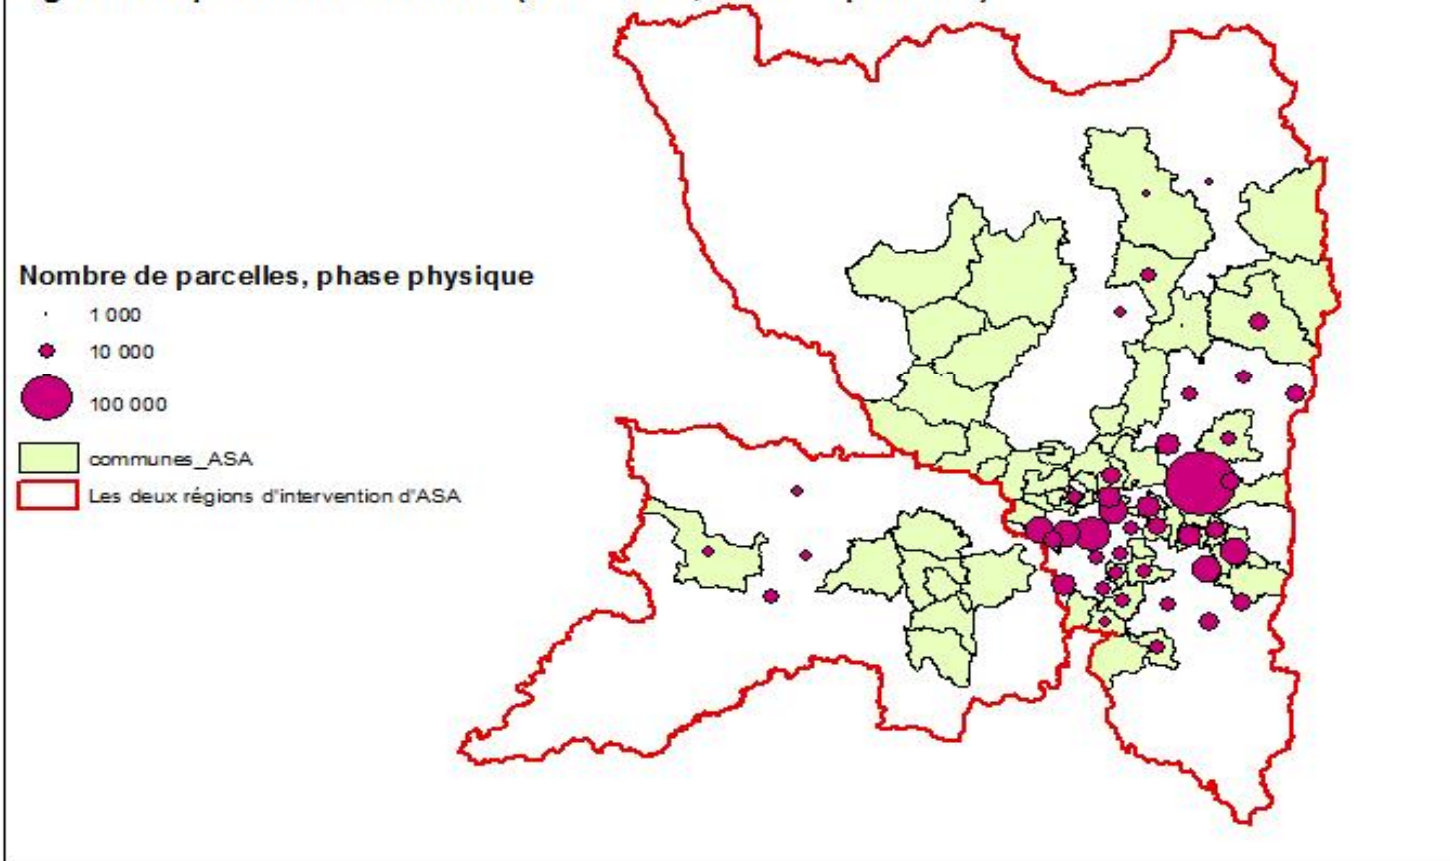 Nombre de parcelles, phase physique
1 000
10 000
100 000
communes_ASA
Les deux régions d'intervention d'ASA